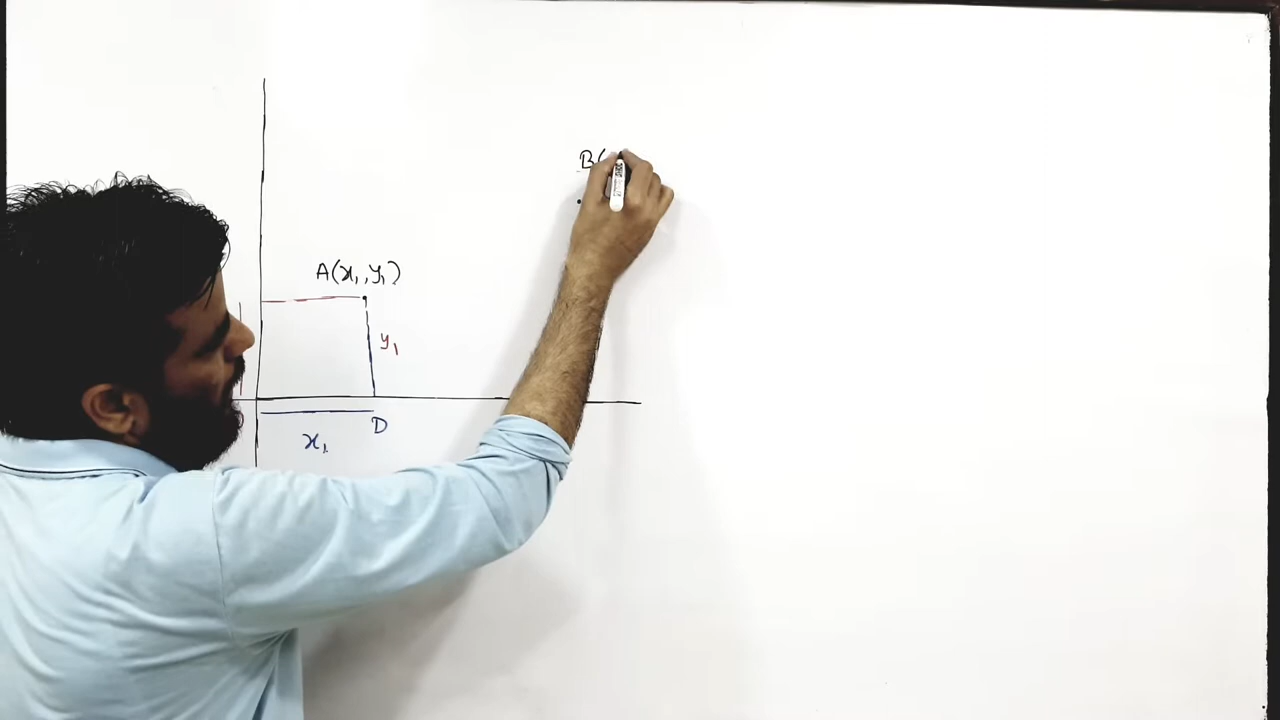 B(
A(x₁,y₁)
y₁
D
x₁